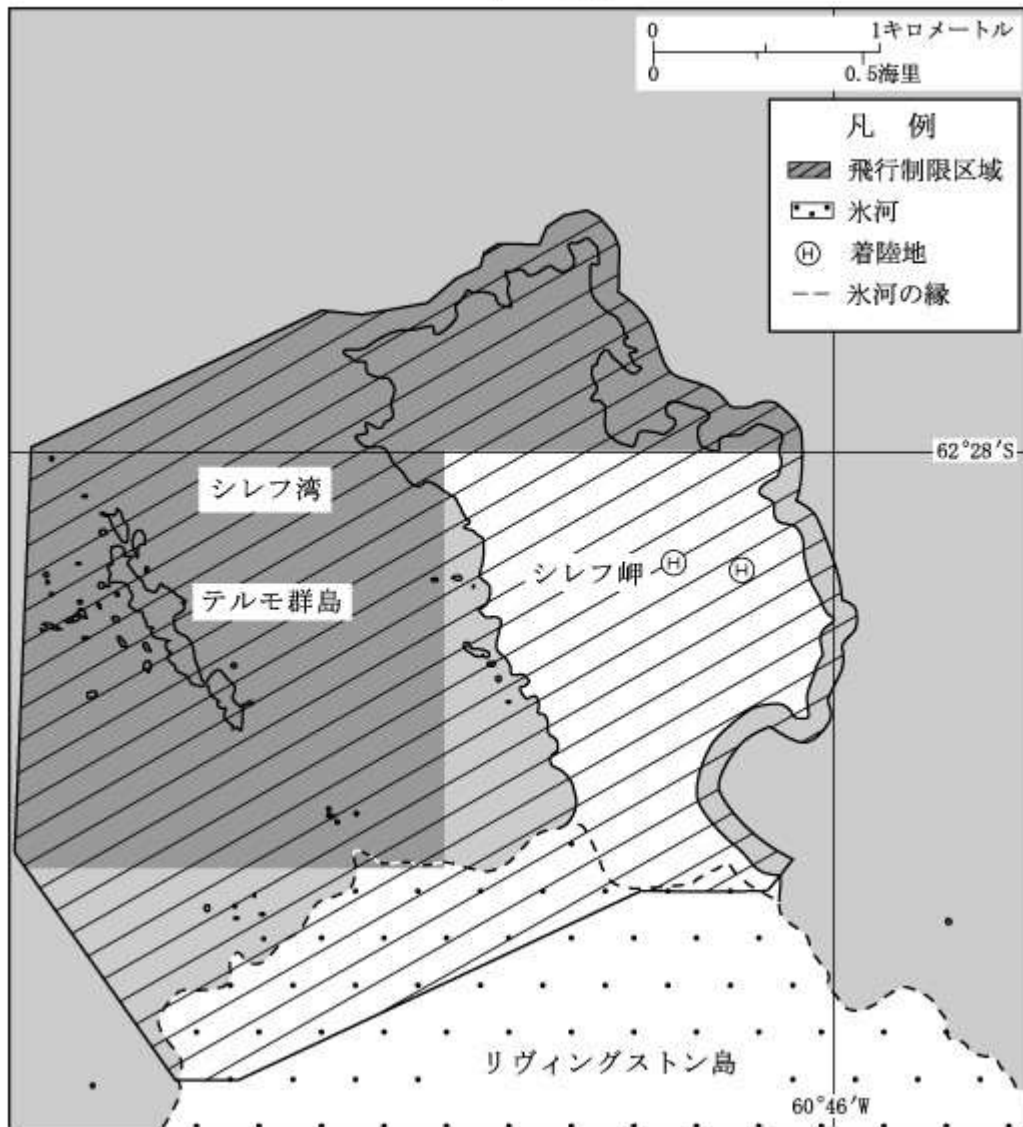 0 1キロメートル
0 0.5海里
凡 例
飛行制限区域
氷河
H 着陸地
氷河の縁
62°28′S
シレフ湾
シレフ岬
H H
テルモ群島
リヴィングストン島
60°46′W